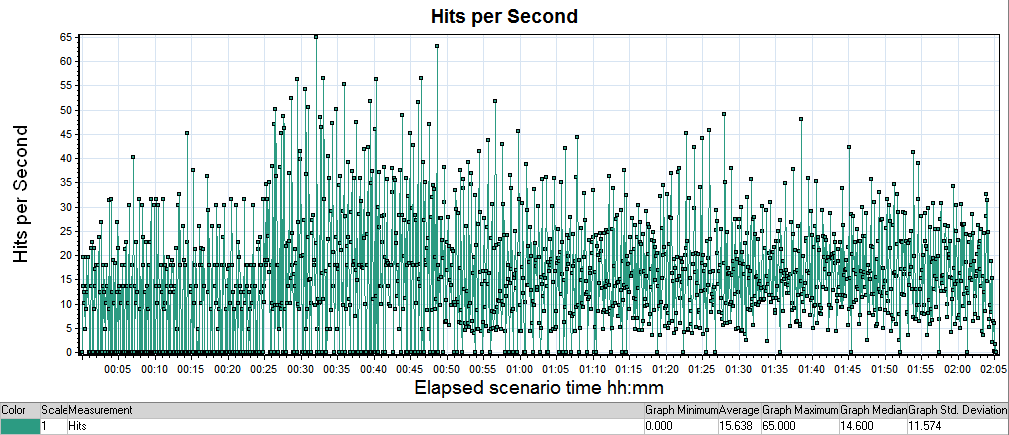 Hits per Second
65
60
55
50
45
40
35
30
25
20
15
10
5
0
Hits per Second
00:05 00:10 00:15 00:20 00:25 00:30 00:35 00:40 00:45 00:50 00:55 01:00 01:05 01:10 01:15 01:20 01:25 01:30 01:35 01:40 01:45 01:50 01:55 02:00 02:05
Elapsed scenario time hh:mm
Color Scale Measurement Graph Minimum Average Graph Maximum Graph Median Graph Std. Deviation
1 Hits 0.000 15.638 65.000 14.600 11.574